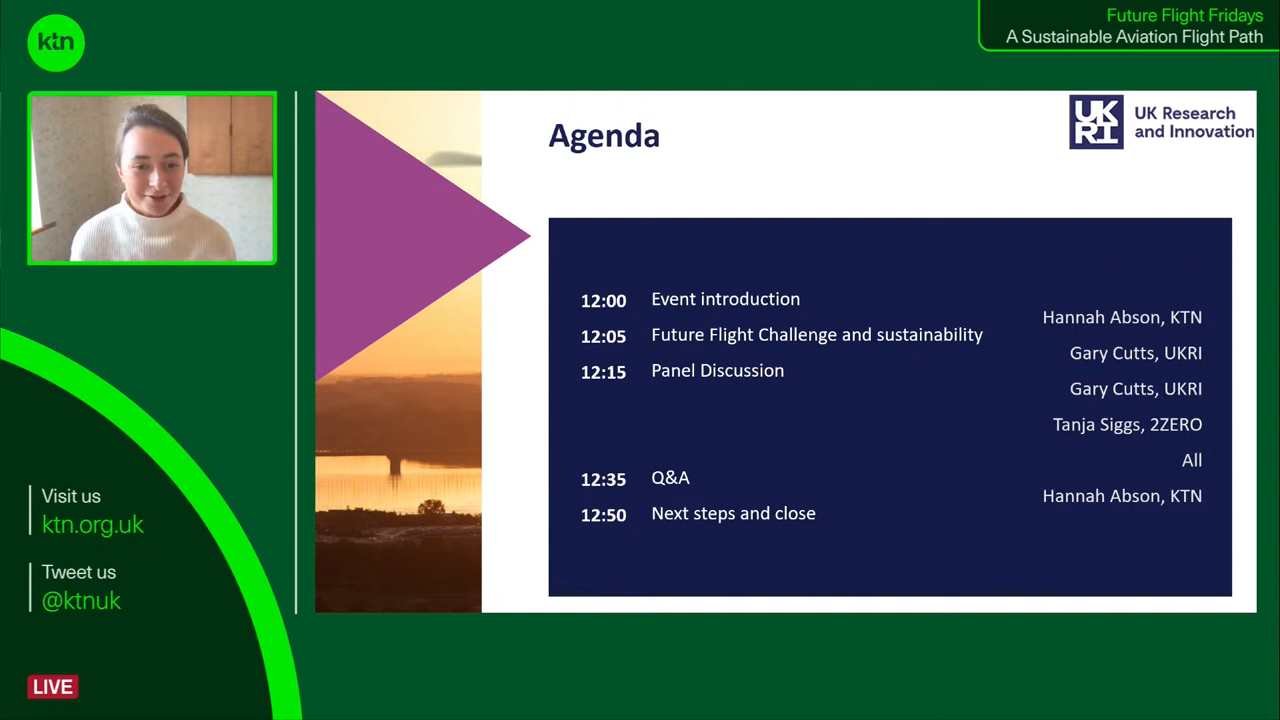 ktn
Future Flight Fridays
A Sustainable Aviation Flight Path
Agenda
UK
RI
UK Research
and Innovation
12:00 Event introduction
Hannah Abson, KTN
12:05 Future Flight Challenge and sustainability
Gary Cutts, UKRI
12:15 Panel Discussion
Gary Cutts, UKRI
Tanja Siggs, 2ZERO
All
12:35 Q&A
Hannah Abson, KTN
12:50 Next steps and close
Visit us
ktn.org.uk
Tweet us
@ktnuk
LIVE